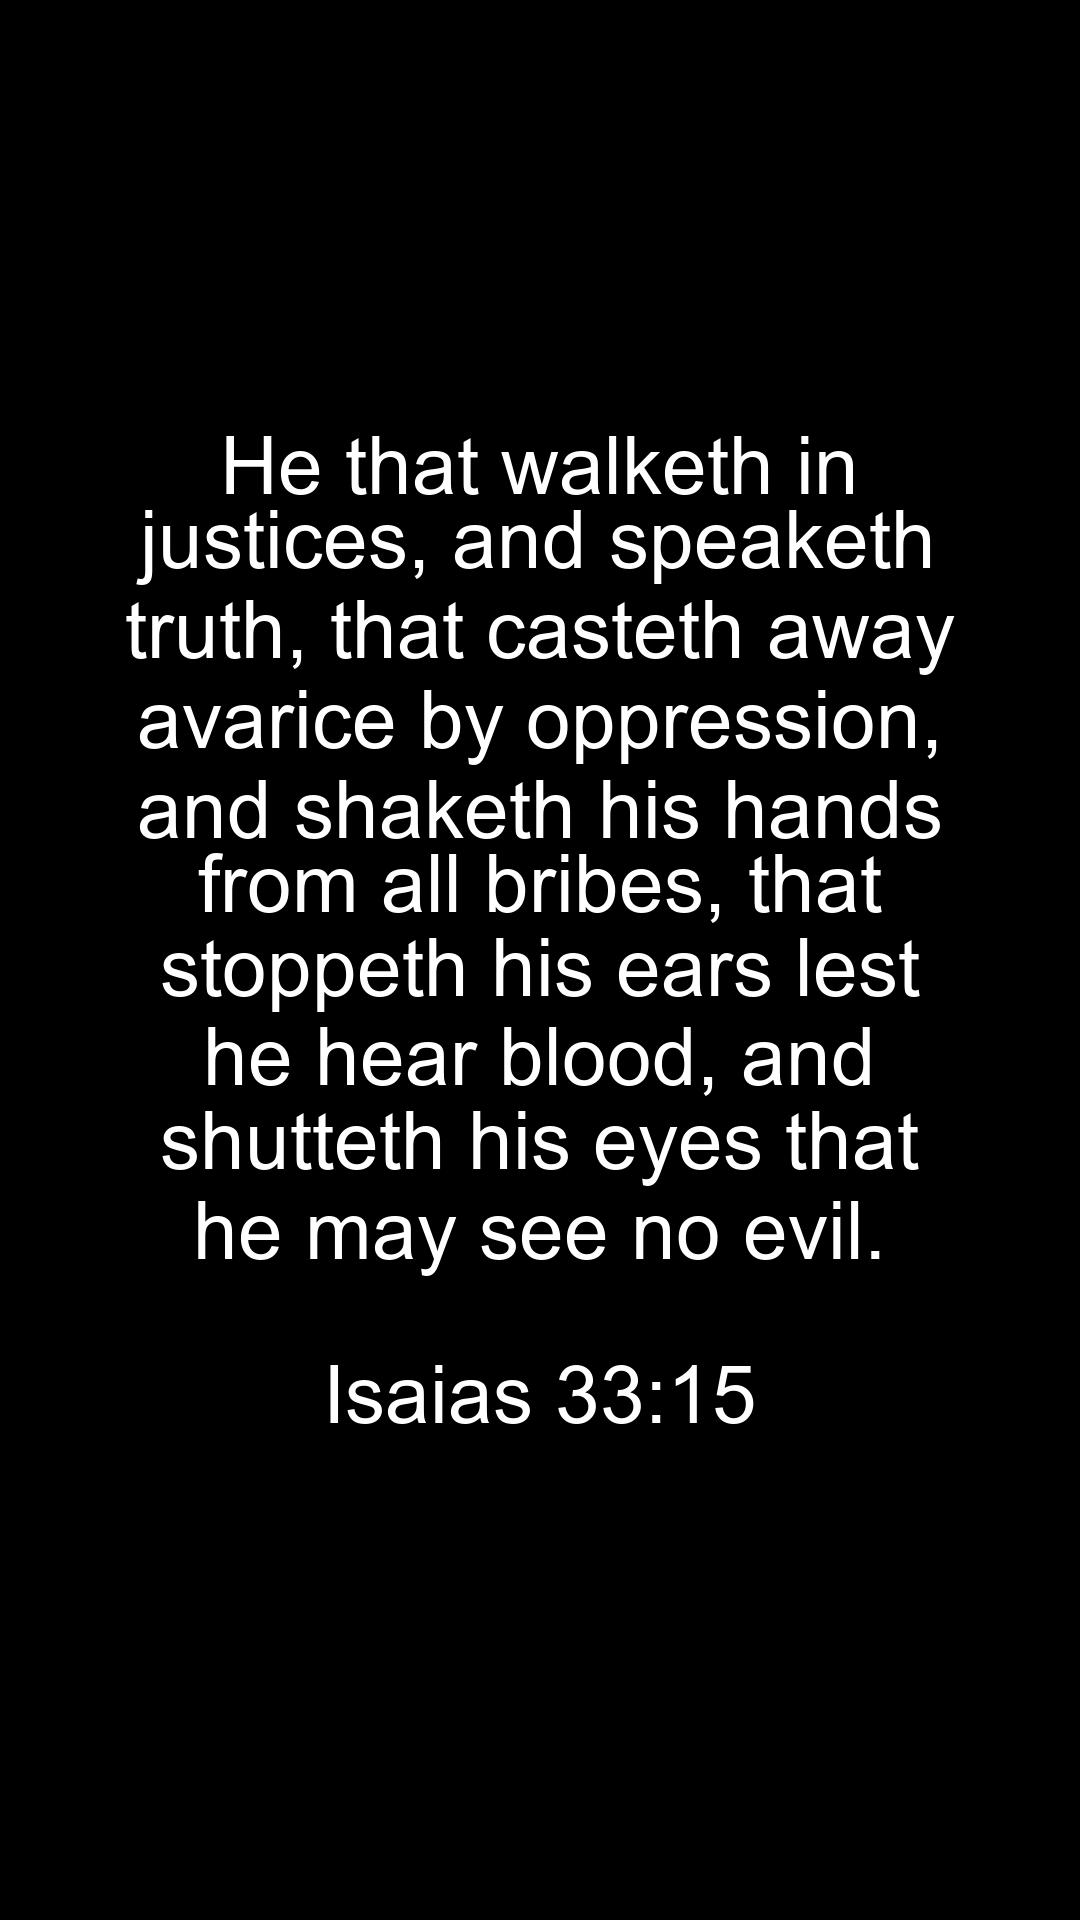 He that walketh in
justices, and speaketh
truth, that casteth away
avarice by oppression,
and shaketh his hands
from all bribes, that
stoppeth his ears lest
he hear blood, and
shutteth his eyes that
he may see no evil.
Isaias 33:15